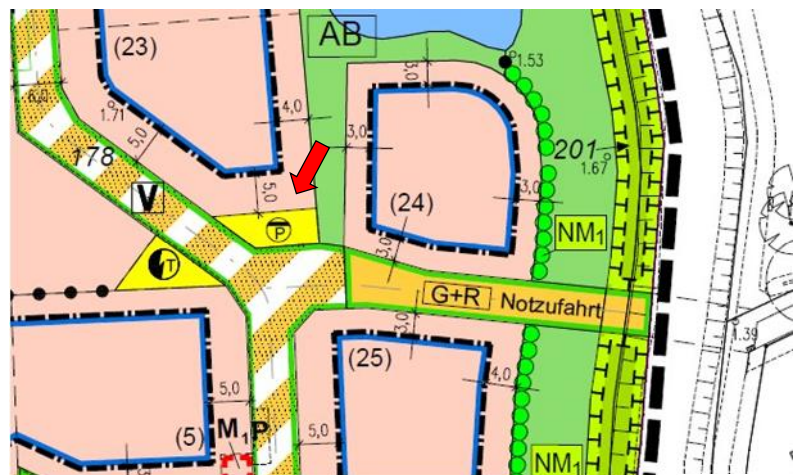 (23)
AB
1.53
3,0
6,0
1.71
4,0
5,0
3,0
201
1.67
178
V
5,0
3,0
(24)
P
NM1
3,0
T
G+R Notzufahrt
3,0
1.39
(25)
5,0
4,0
M1 P
(5)
5,0
NM1